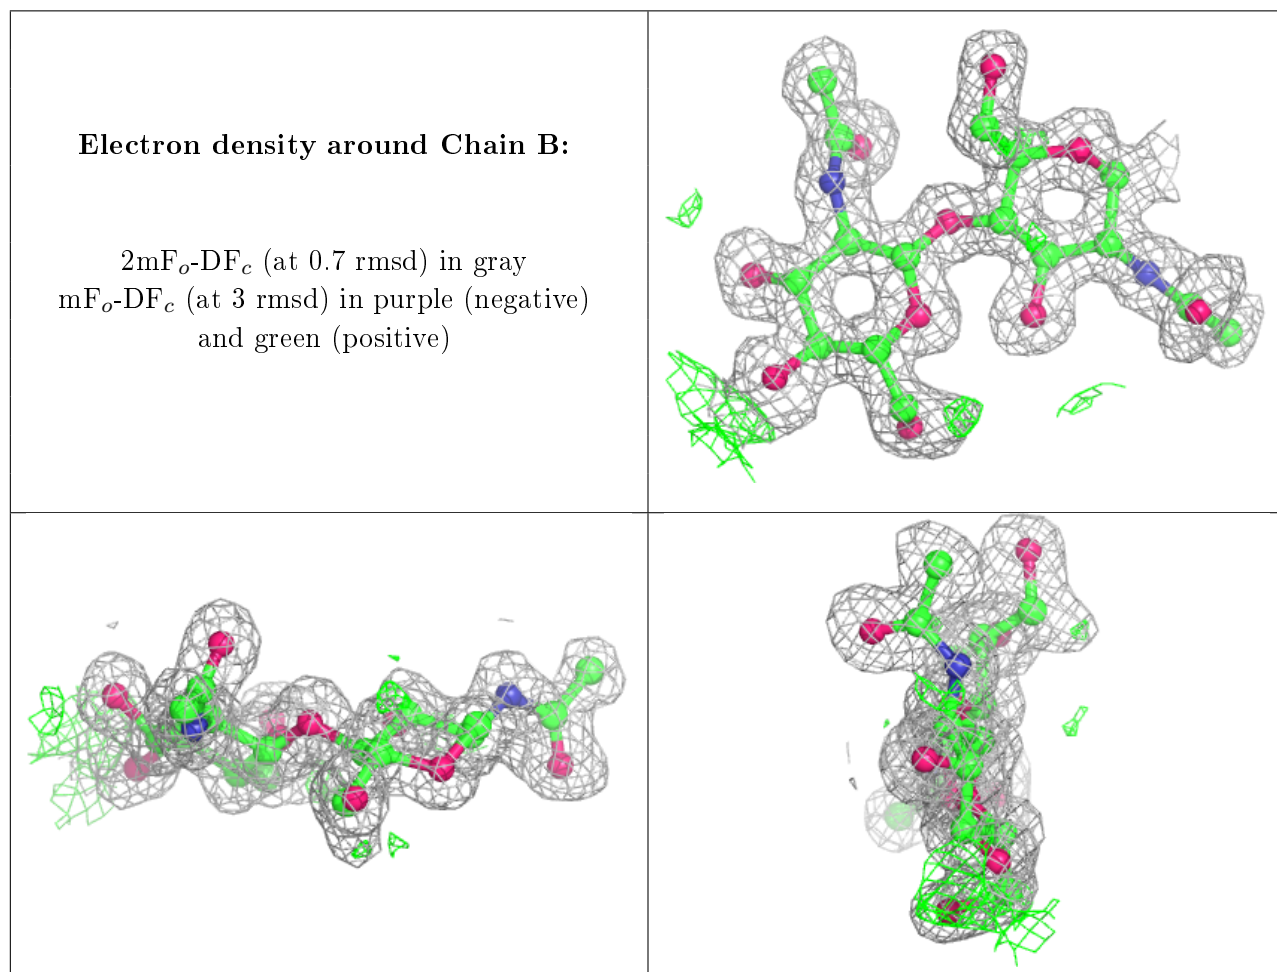 Electron density around Chain B:
2mFₒ-DF𝒸 (at 0.7 rmsd) in gray
mFₒ-DF𝒸 (at 3 rmsd) in purple (negative)
and green (positive)